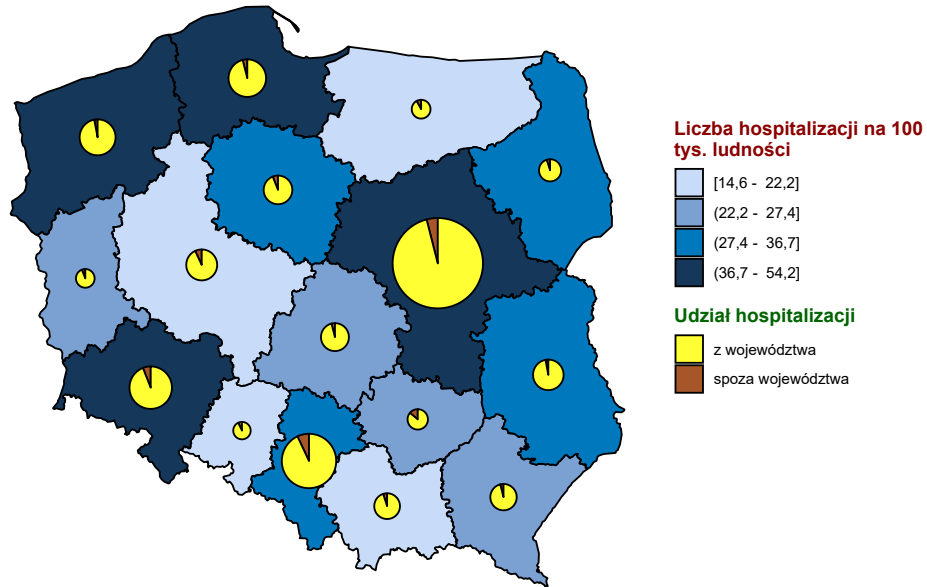 Liczba hospitalizacji na 100
tys. ludności
[14,6 -  22,2]
(22,2 -  27,4]
(27,4 -  36,7]
(36,7 -  54,2]
Udział hospitalizacji
z województwa
spoza województwa